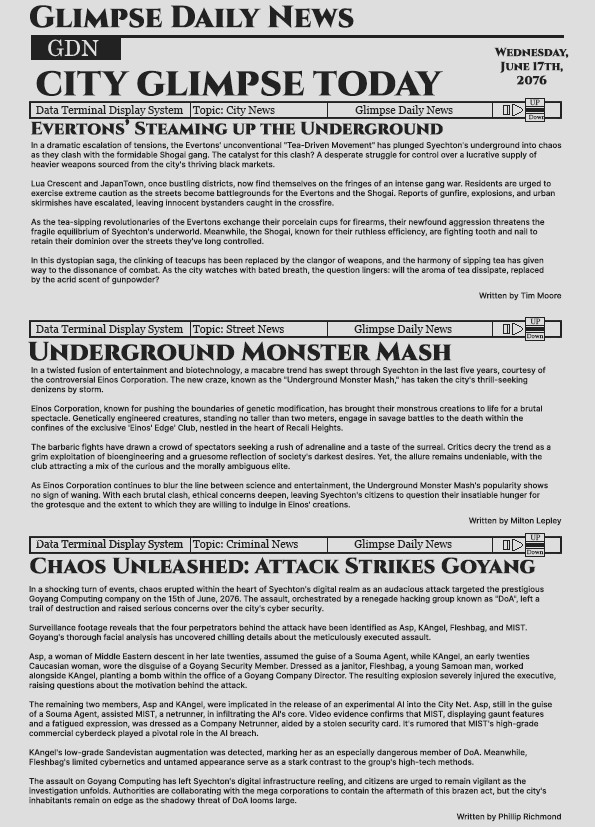 Glimpse Daily News
GDN
Wednesday,
June 17th,
2076
City Glimpse Today
Data Terminal Display System Topic: City News Glimpse Daily News UP Down
Evertons' Steaming up the Underground
In a dramatic escalation of tensions, the Evertons' unconventional "Tea-Driven Movement" has plunged Syechton's underground into chaos
as they clash with the formidable Shogai gang. The catalyst for this clash? A desperate struggle for control over a lucrative supply of
heavier weapons sourced from the city's thriving black markets.
Lua Crescent and JapanTown, once bustling districts, now find themselves on the fringes of an intense gang war. Residents are urged to
exercise extreme caution as the streets become battlegrounds for the Evertons and the Shogai. Reports of gunfire, explosions, and urban
skirmishes have escalated, leaving innocent bystanders caught in the crossfire.
As the tea-sipping revolutionaries of the Evertons exchange their porcelain cups for firearms, their newfound aggression threatens the
fragile equilibrium of Syechton's underworld. Meanwhile, the Shogai, known for their ruthless efficiency, are fighting tooth and nail to
retain their dominion over the streets they've long controlled.
In this dystopian saga, the clinking of teacups has been replaced by the clangor of weapons, and the harmony of sipping tea has given
way to the dissonance of combat. As the city watches with bated breath, the question lingers: will the aroma of tea dissipate, replaced
by the acrid scent of gunpowder?
Written by Tim Moore
Data Terminal Display System Topic: Street News Glimpse Daily News UP Down
Underground Monster Mash
In a twisted fusion of entertainment and biotechnology, a macabre trend has swept through Syechton in the last five years, courtesy of
the controversial Einos Corporation. The new craze, known as the "Underground Monster Mash," has taken the city's thrill-seeking
denizens by storm.
Einos Corporation, known for pushing the boundaries of genetic modification, has brought their monstrous creations to life for a brutal
spectacle. Genetically engineered creatures, standing no taller than two meters, engage in savage battles to the death within the
confines of the exclusive 'Einos' Edge' Club, nestled in the heart of Recall Heights.
The barbaric fights have drawn a crowd of spectators seeking a rush of adrenaline and a taste of the surreal. Critics decry the trend as a
grim exploitation of bioengineering and a gruesome reflection of society's darkest desires. Yet, the allure remains undeniable, with the
club attracting a mix of the curious and the morally ambiguous elite.
As Einos Corporation continues to blur the line between science and entertainment, the Underground Monster Mash's popularity shows
no sign of waning. With each brutal clash, ethical concerns deepen, leaving Syechton's citizens to question their insatiable hunger for
the grotesque and the extent to which they are willing to indulge in Einos' creations.
Written by Milton Lepley
Data Terminal Display System Topic: Criminal News Glimpse Daily News UP Down
Chaos Unleashed: Attack Strikes Goyang
In a shocking turn of events, chaos erupted within the heart of Syechton's digital realm as an audacious attack targeted the prestigious
Goyang Computing company on the 15th of June, 2076. The assault, orchestrated by a renegade hacking group known as "DoA", left a
trail of destruction and raised serious concerns over the city's cyber security.
Surveillance footage reveals that the four perpetrators behind the attack have been identified as Asp, KAngel, Fleshbag, and MIST.
Goyang's thorough facial analysis has uncovered chilling details about the meticulously executed assault.
Asp, a woman of Middle Eastern descent in her late twenties, assumed the guise of a Souma Agent, while KAngel, an early twenties
Caucasian woman, wore the disguise of a Goyang Security Member. Dressed as a janitor, Fleshbag, a young Samoan man, worked
alongside KAngel, planting a bomb within the office of a Goyang Company Director. The resulting explosion severely injured the executive,
raising questions about the motivation behind the attack.
The remaining two members, Asp and KAngel, were implicated in the release of an experimental AI into the City Net. Asp, still in the guise
of a Souma Agent, assisted MIST, a netrunner, in infiltrating the AI's core. Video evidence confirms that MIST, displaying gaunt features
and a fatigued expression, was dressed as a Company Netrunner, aided by a stolen security card. It's rumored that MIST's high-grade
commercial cyberdeck played a pivotal role in the AI breach.
KAngel's low-grade Sandevistan augmentation was detected, marking her as an especially dangerous member of DoA. Meanwhile,
Fleshbag's limited cybernetics and untamed appearance serve as a stark contrast to the group's high-tech methods.
The assault on Goyang Computing has left Syechton's digital infrastructure reeling, and citizens are urged to remain vigilant as the
investigation unfolds. Authorities are collaborating with the mega corporations to contain the aftermath of this brazen act, but the city's
inhabitants remain on edge as the shadowy threat of DoA looms large.
Written by Phillip Richmond